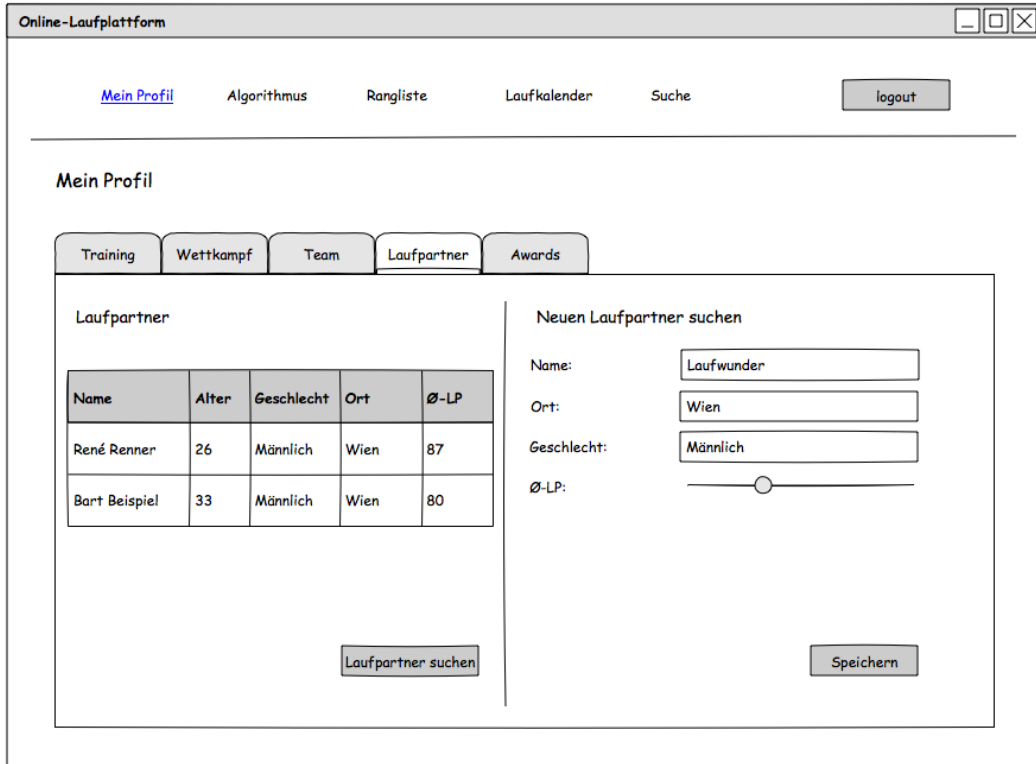 Online-Laufplattform
Mein Profil Algorithmus Rangliste Laufkalender Suche logout
Mein Profil
Training Wettkampf Team Laufpartner Awards
Laufpartner
Name Alter Geschlecht Ort Ø-LP
René Renner 26 Männlich Wien 87
Bart Beispiel 33 Männlich Wien 80
Laufpartner suchen
Neuen Laufpartner suchen
Name: Laufwunder
Ort: Wien
Geschlecht: Männlich
Ø-LP:
Speichern